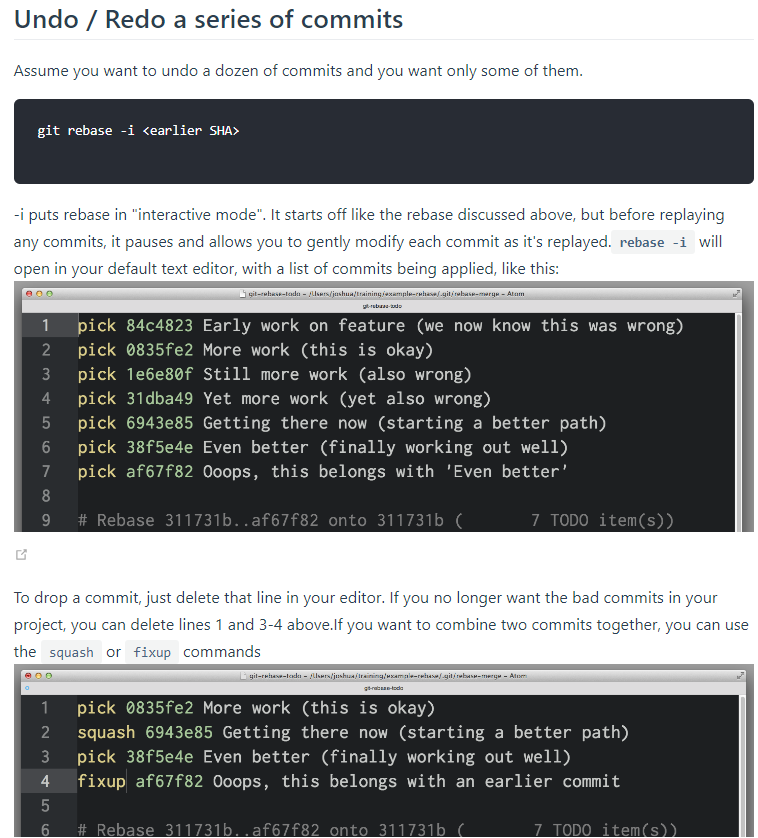 Undo / Redo a series of commits
Assume you want to undo a dozen of commits and you want only some of them.
git rebase -i <earlier SHA>
-i puts rebase in "interactive mode". It starts off like the rebase discussed above, but before replaying
any commits, it pauses and allows you to gently modify each commit as it's replayed. rebase -i will
open in your default text editor, with a list of commits being applied, like this:
git-rebase-todo – /Users/joshua/training/example-rebase/.git/rebase-merge – Atom
git-rebase-todo
1 pick 84c4823 Early work on feature (we now know this was wrong)
2 pick 0835fe2 More work (this is okay)
3 pick 1e6e80f Still more work (also wrong)
4 pick 31dba49 Yet more work (yet also wrong)
5 pick 6943e85 Getting there now (starting a better path)
6 pick 38f5e4e Even better (finally working out well)
7 pick af67f82 Ooops, this belongs with 'Even better'
8
9 # Rebase 311731b..af67f82 onto 311731b ( 7 TODO item(s))
To drop a commit, just delete that line in your editor. If you no longer want the bad commits in your
project, you can delete lines 1 and 3-4 above.If you want to combine two commits together, you can use
the squash or fixup commands
git-rebase-todo – /Users/joshua/training/example-rebase/.git/rebase-merge – Atom
git-rebase-todo
1 pick 0835fe2 More work (this is okay)
2 squash 6943e85 Getting there now (starting a better path)
3 pick 38f5e4e Even better (finally working out well)
4 fixup af67f82 Ooops, this belongs with an earlier commit
5
6 # Rebase 311731b..af67f82 onto 311731b ( 7 TODO item(s))